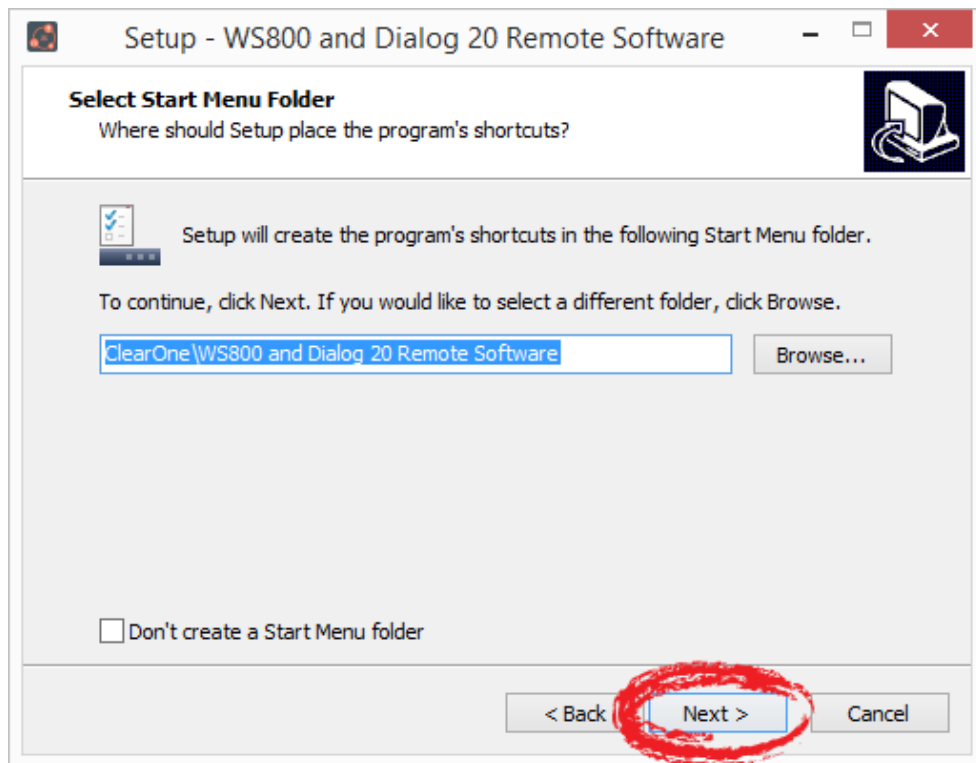 Setup - WS800 and Dialog 20 Remote Software
Select Start Menu Folder
Where should Setup place the program's shortcuts?
Setup will create the program's shortcuts in the following Start Menu folder.
To continue, click Next. If you would like to select a different folder, click Browse.
ClearOne\WS800 and Dialog 20 Remote Software
Browse...
Don't create a Start Menu folder
< Back
Next >
Cancel